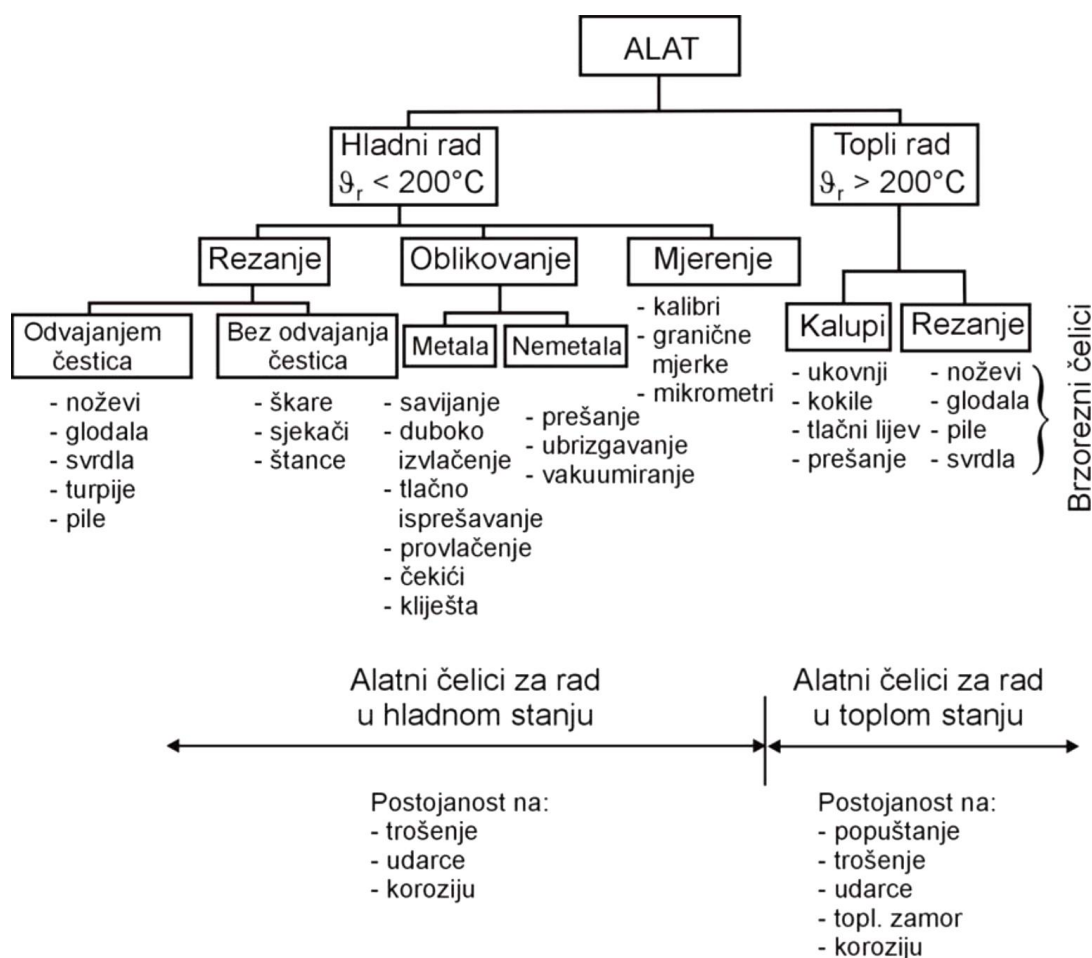 ALAT
Hladni rad
ϑr < 200°C
Topli rad
ϑr > 200°C
Rezanje
Oblikovanje
Mjerenje
Odvajanjem
čestica
- noževi
- glodala
- svrdla
- turpije
- pile
Bez odvajanja
čestica
- škare
- sjekači
- štance
Metala
- savijanje
- duboko
izvlačenje
- tlačno
isprešavanje
- provlačenje
- čekići
- kliješta
Nemetala
- prešanje
- ubrizgavanje
- vakuumiranje
- kalibri
- granične
mjerke
- mikrometri
Kalupi
- ukovnji
- kokile
- tlačni lijev
- prešanje
Rezanje
- noževi
- glodala
- pile
- svrdla
Brzorezni čelici
Alatni čelici za rad
u hladnom stanju
Alatni čelici za rad
u toplom stanju
Postojanost na:
- trošenje
- udarce
- koroziju
Postojanost na:
- popuštanje
- trošenje
- udarce
- topl. zamor
- koroziju